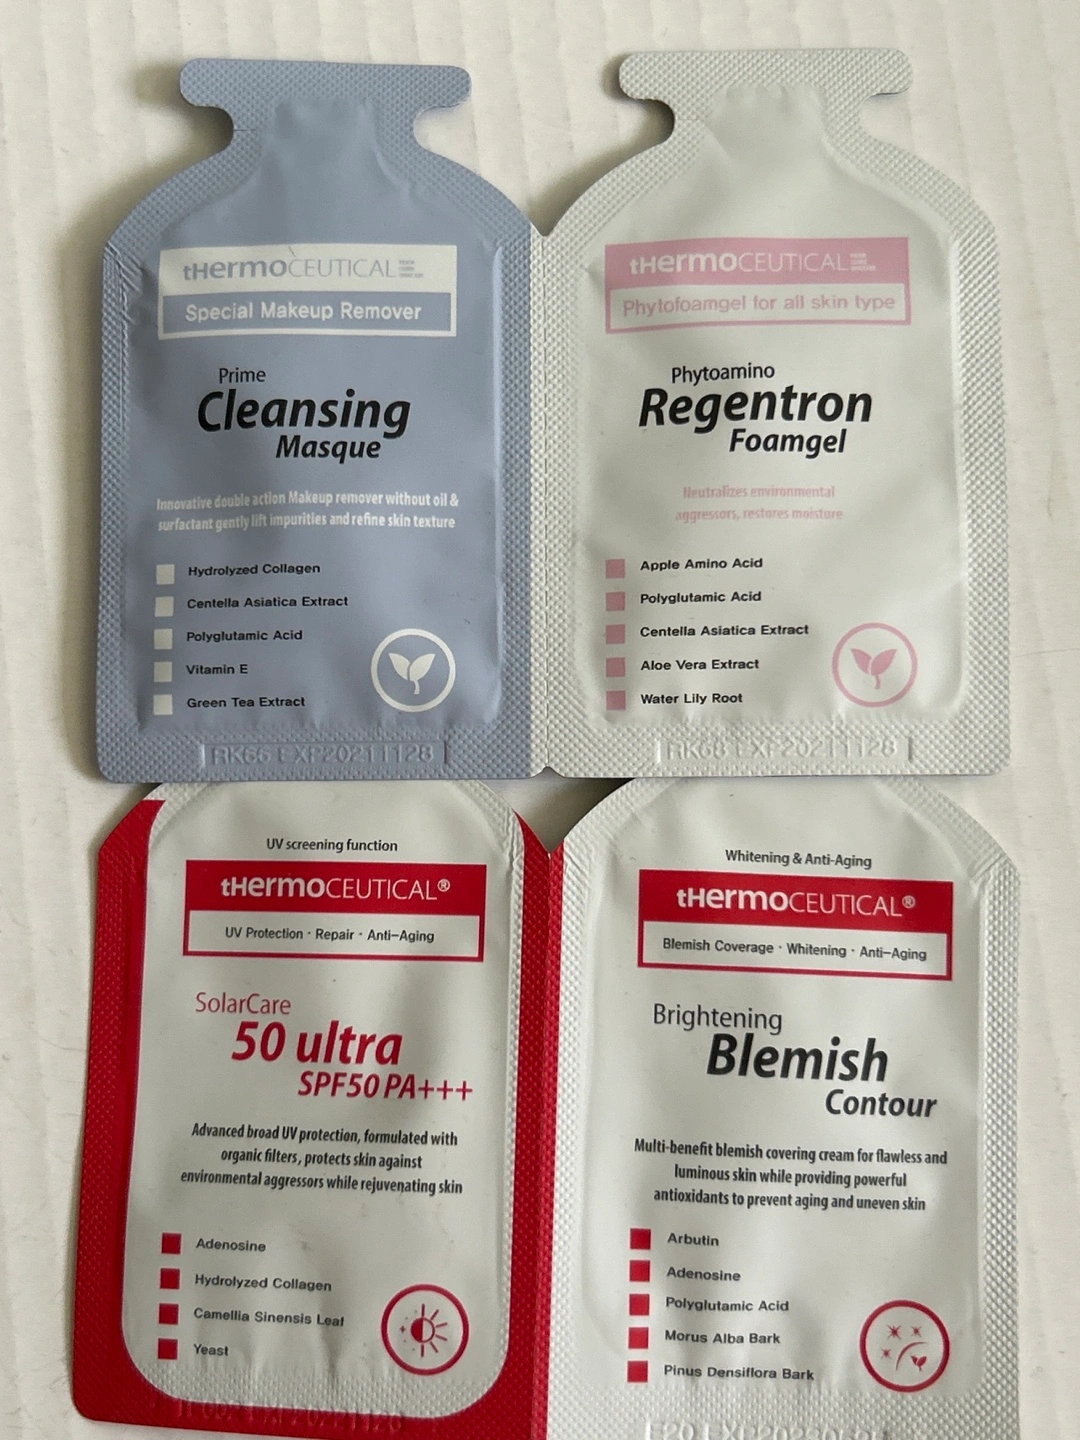 tHermoCEUTICAL
Special Makeup Remover
Prime
Cleansing
Masque
Innovative double action Makeup remover without oil &
surfactant gently lift impurities and refine skin texture
Hydrolyzed Collagen
Centella Asiatica Extract
Polyglutamic Acid
Vitamin E
Green Tea Extract
RK66 EXP20211128
tHermoCEUTICAL
Phytofoamgel for all skin type
Phytoamino
Regentron
Foamgel
Neutralizes environmental
aggressors, restores moisture
Apple Amino Acid
Polyglutamic Acid
Centella Asiatica Extract
Aloe Vera Extract
Water Lily Root
RK68 EXP20211128
UV screening function
tHermoCEUTICAL®
UV Protection · Repair · Anti-Aging
SolarCare
50 ultra
SPF50 PA+++
Advanced broad UV protection, formulated with
organic filters, protects skin against
environmental aggressors while rejuvenating skin
Adenosine
Hydrolyzed Collagen
Camellia Sinensis Leaf
Yeast
Whitening & Anti-Aging
tHermoCEUTICAL®
Blemish Coverage · Whitening · Anti-Aging
Brightening
Blemish
Contour
Multi-benefit blemish covering cream for flawless and
luminous skin while providing powerful
antioxidants to prevent aging and uneven skin
Arbutin
Adenosine
Polyglutamic Acid
Morus Alba Bark
Pinus Densiflora Bark